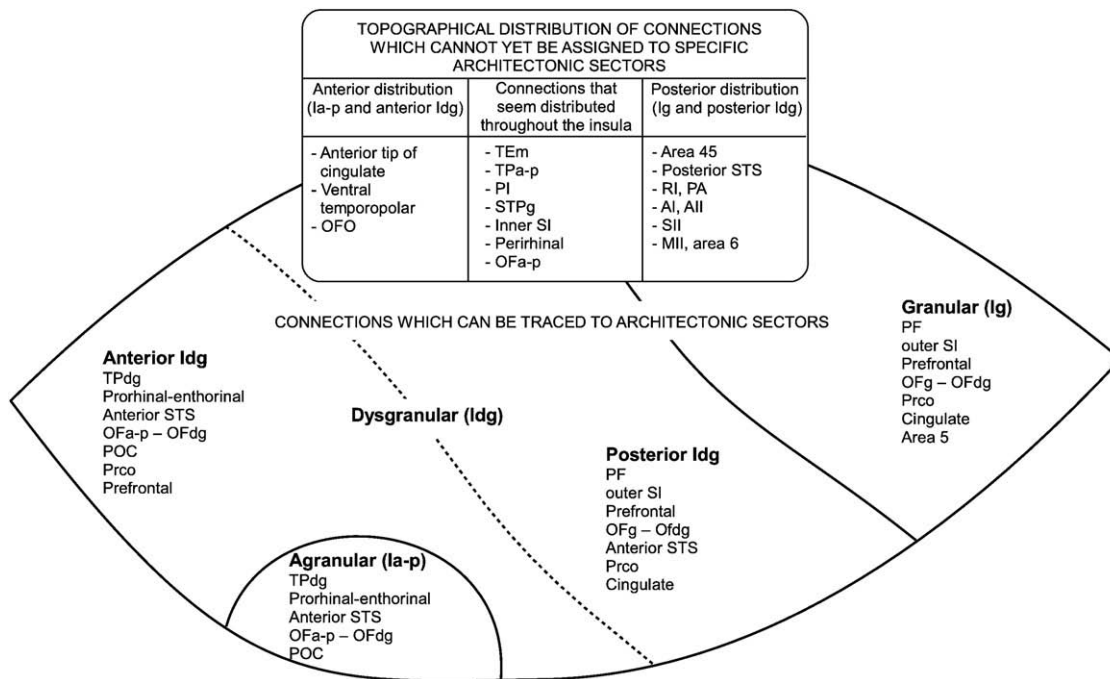 TOPOGRAPHICAL DISTRIBUTION OF CONNECTIONS
WHICH CANNOT YET BE ASSIGNED TO SPECIFIC
ARCHITECTONIC SECTORS
Anterior distribution
(Ia-p and anterior Idg)
- Anterior tip of
cingulate
- Ventral
temporopolar
- OFO
Connections that
seem distributed
throughout the insula
- TEm
- TPa-p
- PI
- STPg
- Inner SI
- Perirhinal
- OFa-p
Posterior distribution
(Ig and posterior Idg)
- Area 45
- Posterior STS
- RI, PA
- AI, AII
- SII
- MII, area 6
CONNECTIONS WHICH CAN BE TRACED TO ARCHITECTONIC SECTORS
Anterior Idg
TPdg
Prorhinal-enthorinal
Anterior STS
OFa-p – OFdg
POC
Prco
Prefrontal
Dysgranular (Idg)
Agranular (Ia-p)
TPdg
Prorhinal-enthorinal
Anterior STS
OFa-p – OFdg
POC
Posterior Idg
PF
outer SI
Prefrontal
OFg – Ofdg
Anterior STS
Prco
Cingulate
Granular (Ig)
PF
outer SI
Prefrontal
OFg – OFdg
Prco
Cingulate
Area 5